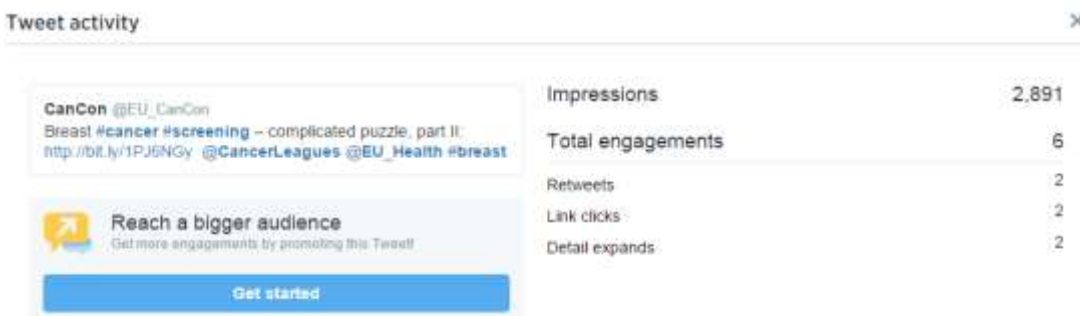 Tweet activity
CanCon @EU_CanCon
Breast #cancer #screening – complicated puzzle, part II:
http://bit.ly/1PJ6NGy @CancerLeagues @EU_Health #breast
Reach a bigger audience
Get more engagements by promoting this Tweet!
Get started
Impressions 2,891
Total engagements 6
Retweets 2
Link clicks 2
Detail expands 2